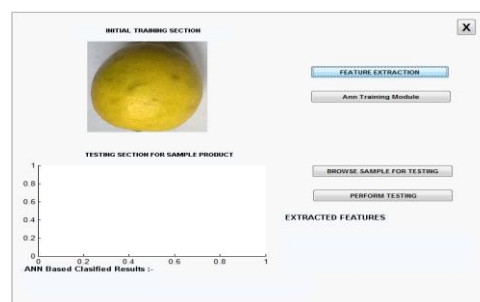 INITIAL TRAINING SECTION
X
FEATURE EXTRACTION
Ann Training Module
TESTING SECTION FOR SAMPLE PRODUCT
BROWSE SAMPLE FOR TESTING
PERFORM TESTING
EXTRACTED FEATURES
1
0.8
0.6
0.4
0.2
0
0 0.2 0.4 0.6 0.8 1
ANN Based Clasified Results :-